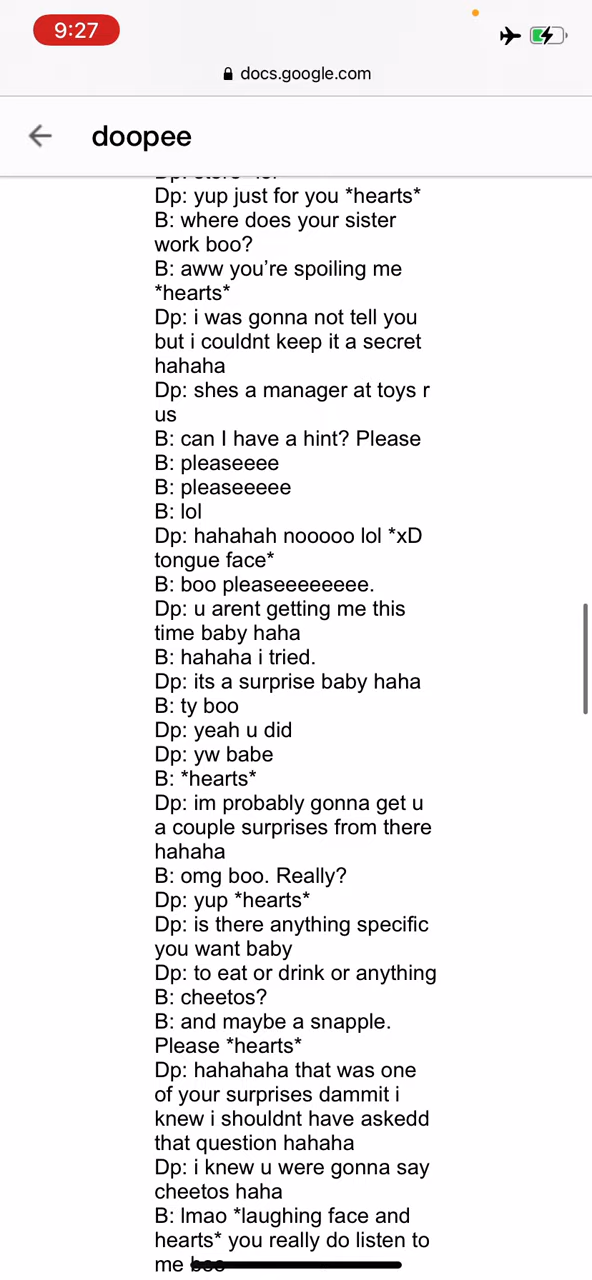 9:27
docs.google.com
doopee
Dp: yup just for you *hearts*
B: where does your sister
work boo?
B: aww you’re spoiling me
*hearts*
Dp: i was gonna not tell you
but i couldnt keep it a secret
hahaha
Dp: shes a manager at toys r
us
B: can I have a hint? Please
B: pleaseeee
B: pleaseeeee
B: lol
Dp: hahahah nooooo lol *xD
tongue face*
B: boo pleaseeeeeeee.
Dp: u arent getting me this
time baby haha
B: hahaha i tried.
Dp: its a surprise baby haha
B: ty boo
Dp: yeah u did
Dp: yw babe
B: *hearts*
Dp: im probably gonna get u
a couple surprises from there
hahaha
B: omg boo. Really?
Dp: yup *hearts*
Dp: is there anything specific
you want baby
Dp: to eat or drink or anything
B: cheetos?
B: and maybe a snapple.
Please *hearts*
Dp: hahahaha that was one
of your surprises dammit i
knew i shouldnt have askedd
that question hahaha
Dp: i knew u were gonna say
cheetos haha
B: lmao *laughing face and
hearts* you really do listen to
me boo